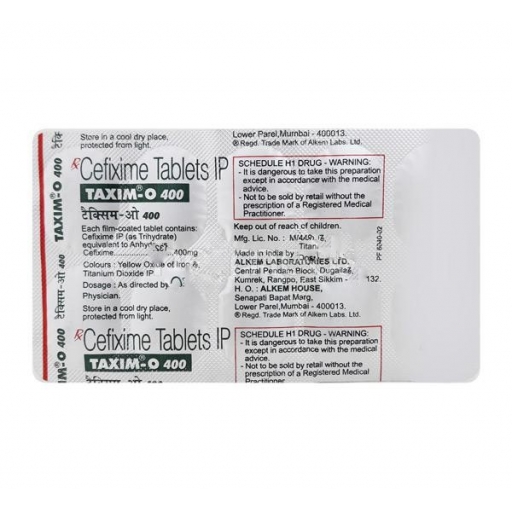 Store in a cool dry place,
protected from light.
Lower Parel, Mumbai - 400013.
® Regd. Trade Mark of Alkem Labs. Ltd.
Rx Cefixime Tablets IP
TAXIM®-O 400
टैक्सिम-ओ 400
Each film-coated tablet contains:
Cefixime IP (as Trihydrate)
equivalent to
Cefixime 400mg
Colours : Yellow Oxide of Iron &
Titanium Dioxide IP
Dosage : As directed by
Physician.
Store in a cool dry place,
protected from light.
SCHEDULE H1 DRUG - WARNING:
- It is dangerous to take this preparation
except in accordance with the medical
advice.
- Not to be sold by retail without the
prescription of a Registered Medical
Practitioner.
Keep out of reach of children.
Mfg. Lic. No. :
Made in India by
ALKEM LABORATORIES LTD.
Central Pendam Block,
Kumrek, Rangpo, East Sikkim - 132.
H. O. : ALKEM HOUSE,
Senapati Bapat Marg,
Lower Parel, Mumbai - 400013.
® Regd. Trade Mark of Alkem Labs. Ltd.
Rx Cefixime Tablets IP
TAXIM®-O 400
टैक्सिम-ओ 400
SCHEDULE H1 DRUG - WARNING:
- It is dangerous to take this preparation
except in accordance with the medical
advice.
- Not to be sold by retail without the
prescription of a Registered Medical
Practitioner.
TAXIM®-O 400
टैक्सिम-ओ 400